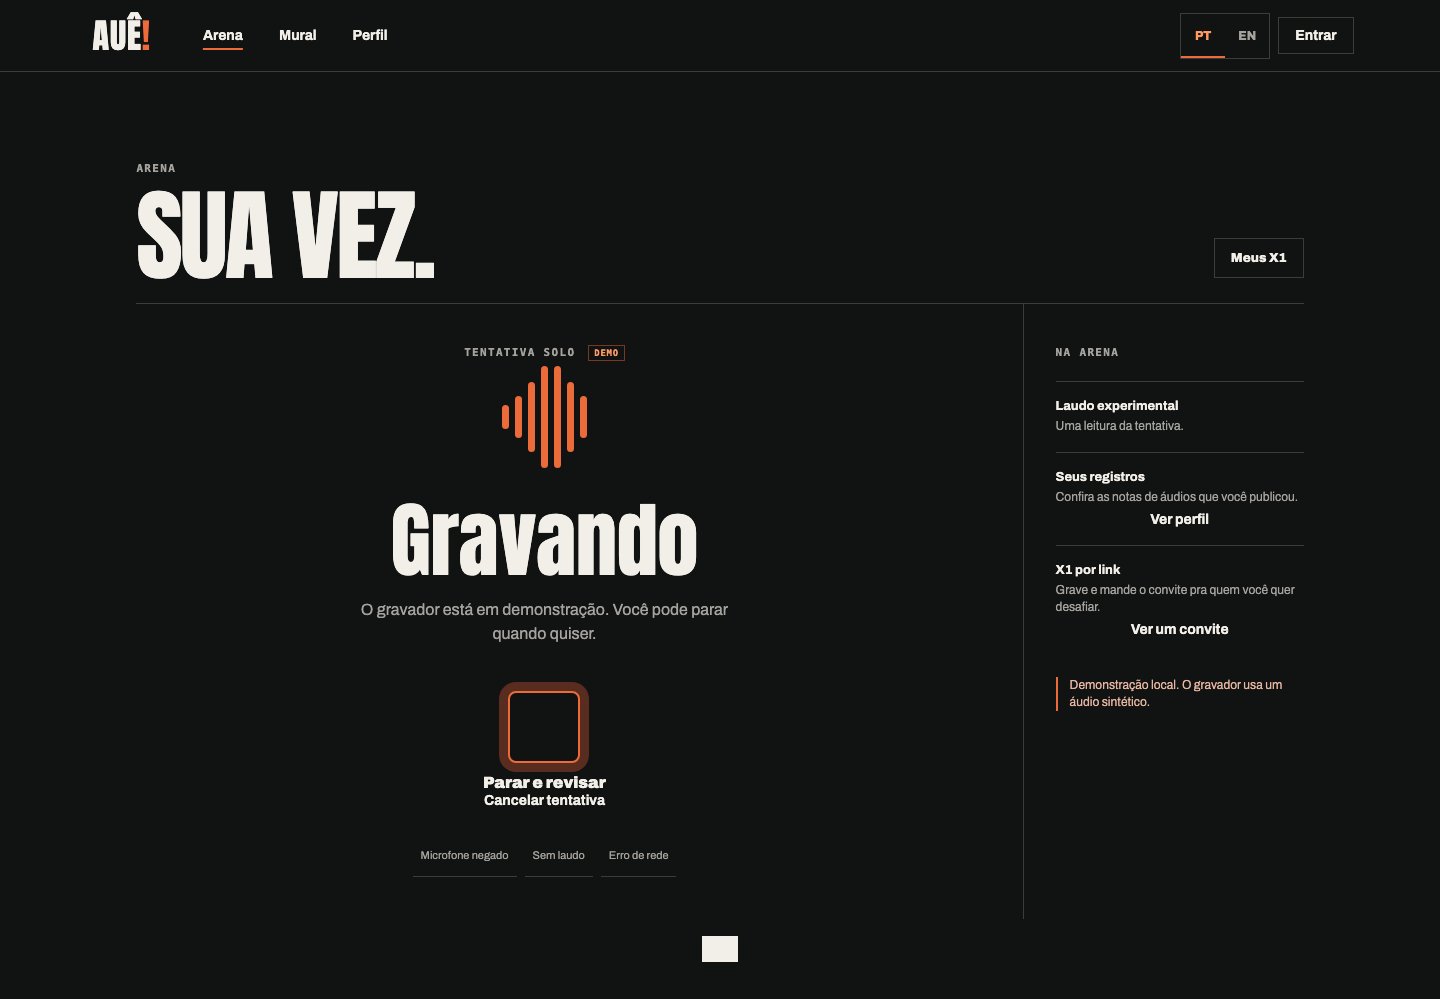 AUÊ!
Arena
Mural
Perfil
PT
EN
Entrar
ARENA
SUA VEZ.
Meus X1
TENTATIVA SOLO
DEMO
Gravando
O gravador está em demonstração. Você pode parar
quando quiser.
Parar e revisar
Cancelar tentativa
Microfone negado
Sem laudo
Erro de rede
NA ARENA
Laudo experimental
Uma leitura da tentativa.
Seus registros
Confira as notas de áudios que você publicou.
Ver perfil
X1 por link
Grave e mande o convite pra quem você quer
desafiar.
Ver um convite
Demonstração local. O gravador usa um
áudio sintético.